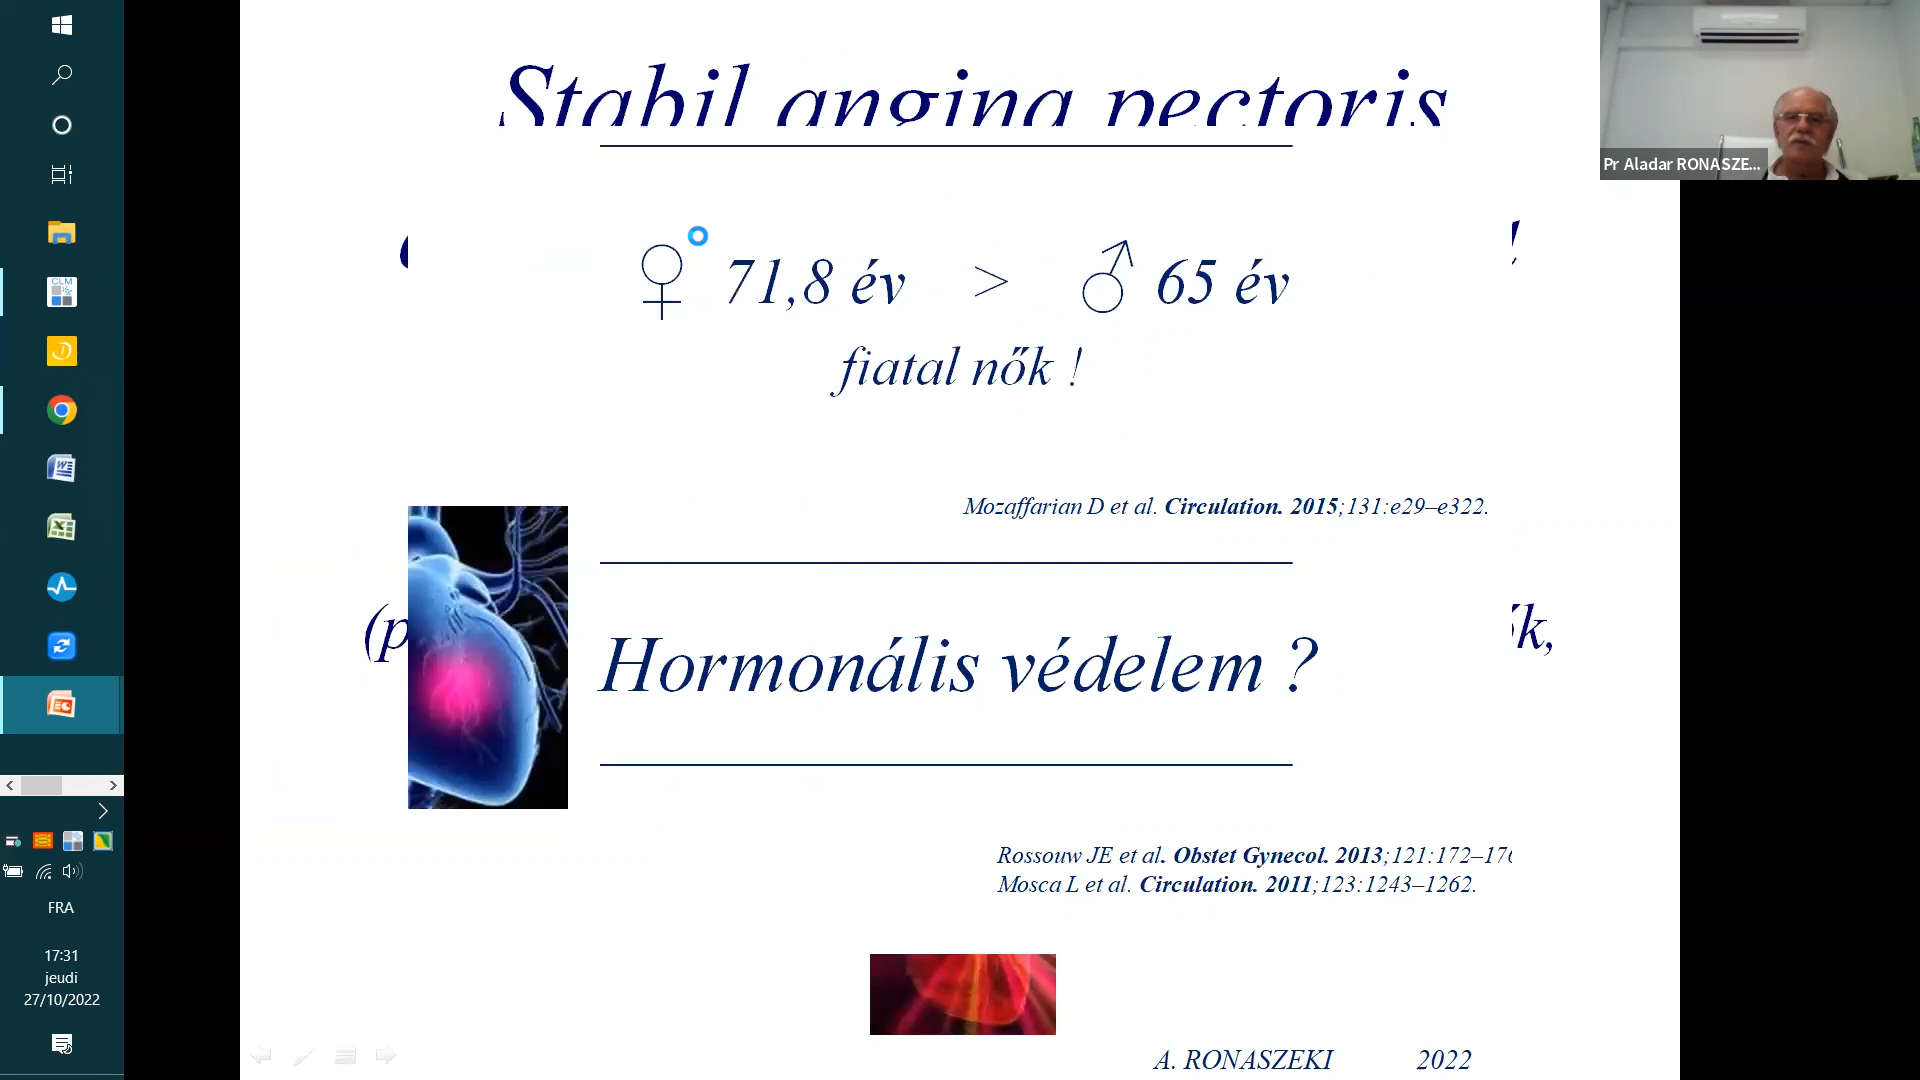 Stabil angina pectoris
♀ 71,8 év > ♂ 65 év
fiatal nők !
Mozaffarian D et al. Circulation. 2015;131:e29–e322.
Hormonális védelem ?
Rossouw JE et al. Obstet Gynecol. 2013;121:172–17
Mosca L et al. Circulation. 2011;123:1243–1262.
A. RONASZEKI 2022
Pr Aladar RONASZE...
FRA
17:31
jeudi
27/10/2022